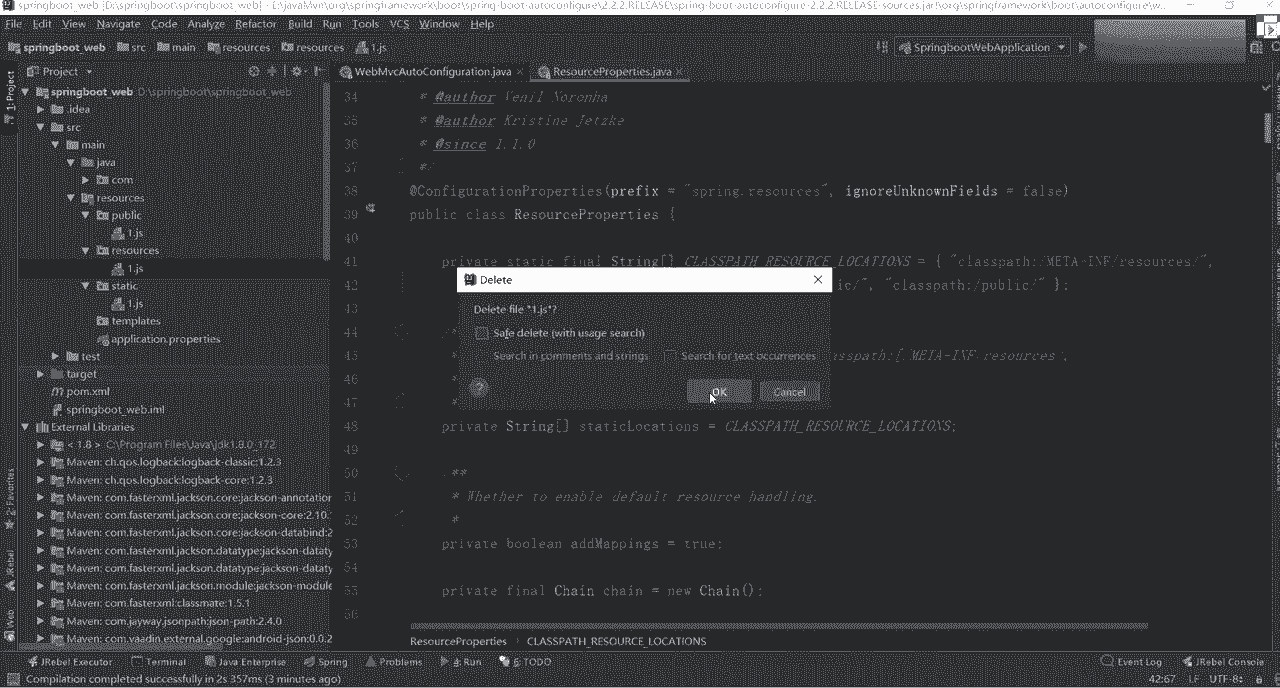 springboot_web [D:\springboot\springboot_web] - E:\javaMvn\org\springframework\boot\spring-boot-autoconfigure\2.2.2.RELEASE\spring-boot-autoconfigure-2.2.2.RELEASE-sources.jar!\org\springframework\boot\autoconfigure\w...
File Edit View Navigate Code Analyze Refactor Build Run Tools VCS Window Help
springboot_web src main resources resources 1.js SpringbootWebApplication
Project WebMvcAutoConfiguration.java ResourceProperties.java
1: Project
springboot_web D:\springboot\springboot_web
.idea
src
main
java
com
resources
public
1.js
resources
1.js
static
1.js
templates
application.properties
test
target
pom.xml
springboot_web.iml
External Libraries
< 1.8 > C:\Program Files\Java\jdk1.8.0_172
Maven: ch.qos.logback:logback-classic:1.2.3
Maven: ch.qos.logback:logback-core:1.2.3
Maven: com.fasterxml.jackson.core:jackson-annotation
Maven: com.fasterxml.jackson.core:jackson-core:2.10.
Maven: com.fasterxml.jackson.core:jackson-databind:2
Maven: com.fasterxml.jackson.datatype:jackson-dataty
Maven: com.fasterxml.jackson.datatype:jackson-dataty
Maven: com.fasterxml.jackson.module:jackson-module
Maven: com.fasterxml:classmate:1.5.1
Maven: com.jayway.jsonpath:json-path:2.4.0
Maven: com.vaadin.external.google:android-json:0.0.2
2: Favorites
JRebel
Web
34 * @author Venil Noronha
35 * @author Kristine Jetzke
36 * @since 1.1.0
37 */
38 @ConfigurationProperties(prefix = "spring.resources", ignoreUnknownFields = false)
39 public class ResourceProperties {
40
41 private static final String[] CLASSPATH_RESOURCE_LOCATIONS = { "classpath:/META-INF/resources/",
42 ic/", "classpath:/public/" };
43
44 *
45 * asspath:[/META-INF/resources/,
46 *
47 *
48 private String[] staticLocations = CLASSPATH_RESOURCE_LOCATIONS;
49
50 **
51 * Whether to enable default resource handling.
52 *
53 private boolean addMappings = true;
54
55 private final Chain chain = new Chain();
56
Delete
Delete file "1.js"?
Safe delete (with usage search)
Search in comments and strings Search for text occurrences
? OK Cancel
ResourceProperties › CLASSPATH_RESOURCE_LOCATIONS
JRebel Executor Terminal Java Enterprise Spring Problems 4: Run 6: TODO Event Log JRebel Console
Compilation completed successfully in 2s 357ms (3 minutes ago) 42:67 LF UTF-8